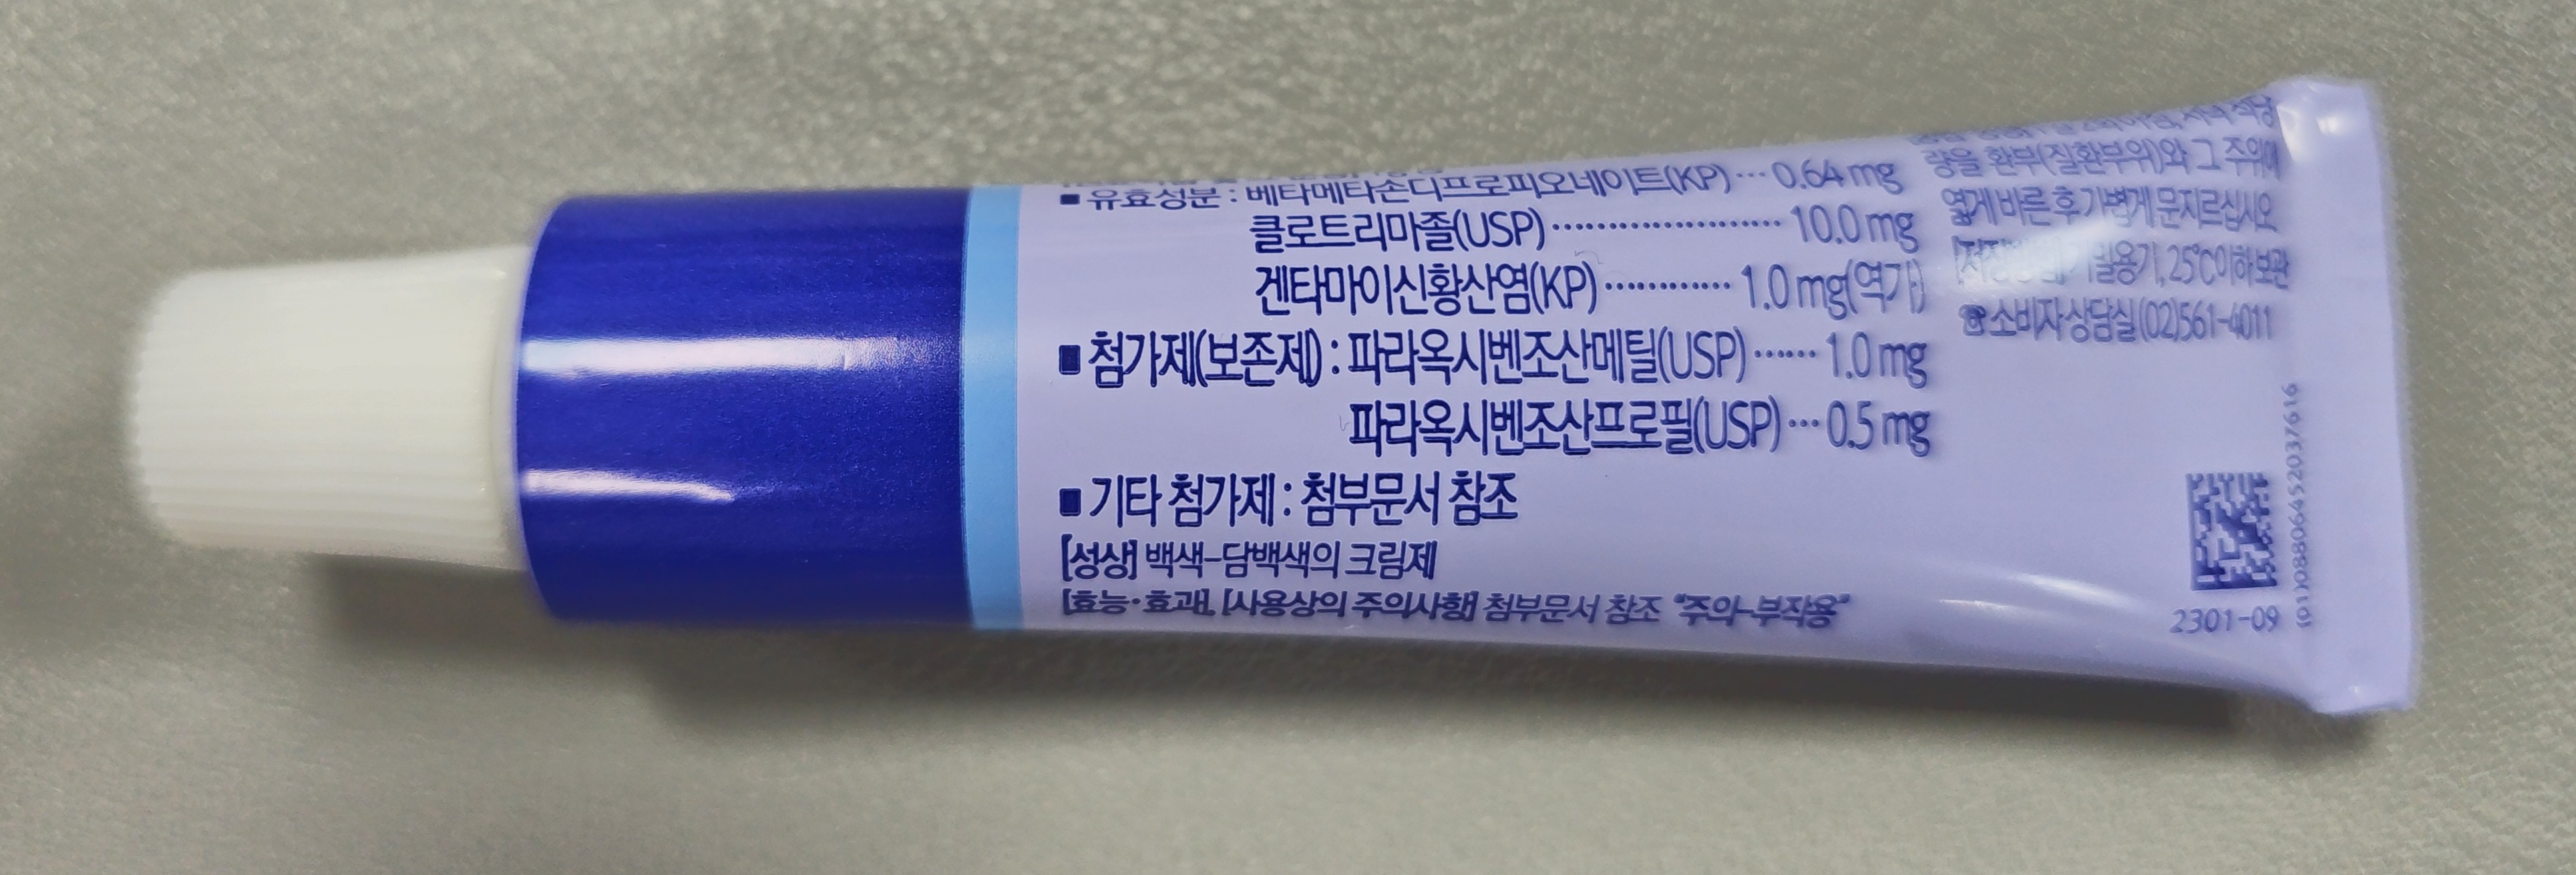 ■ 유효성분 : 베타메타손디프로피오네이트(KP) ··· 0.64 mg
클로트리마졸(USP) ····················· 10.0 mg
겐타마이신황산염(KP) ············ 1.0 mg(역가)
■ 첨가제(보존제) : 파라옥시벤조산메틸(USP) ······ 1.0 mg
파라옥시벤조산프로필(USP) ··· 0.5 mg
■ 기타 첨가제 : 첨부문서 참조
[성상] 백색-담백색의 크림제
[효능·효과], [사용상의 주의사항] 첨부문서 참조 "주의-부작용"
량을 환부(질환부위)와 그 주위에
엷게 바른 후 가볍게 문지르십시오
[저장방법] 기밀용기, 25℃이하 보관
☎ 소비자 상담실 (02)561-4011
(01)08806452037616
2301-09